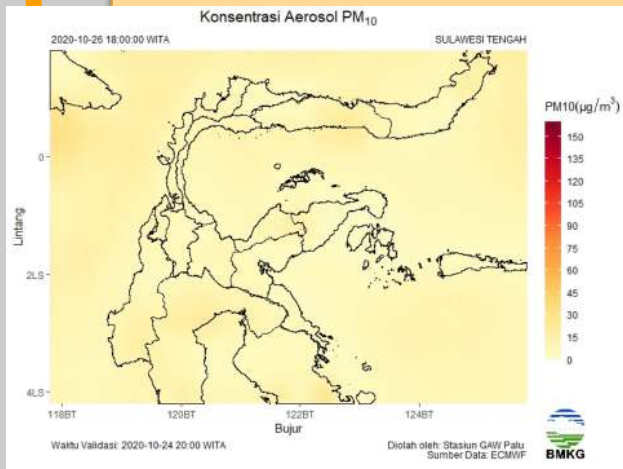 Konsentrasi Aerosol PM₁₀
2020-10-26 18:00:00 WITA
SULAWESI TENGAH
PM10(µg/m³)
150
135
120
105
90
75
60
45
30
15
0
Lintang
0
2LS
4LS
118BT
120BT
122BT
124BT
Bujur
Waktu Validasi: 2020-10-24 20:00 WITA
Diolah oleh: Stasiun GAW Palu
Sumber Data: ECMWF
BMKG